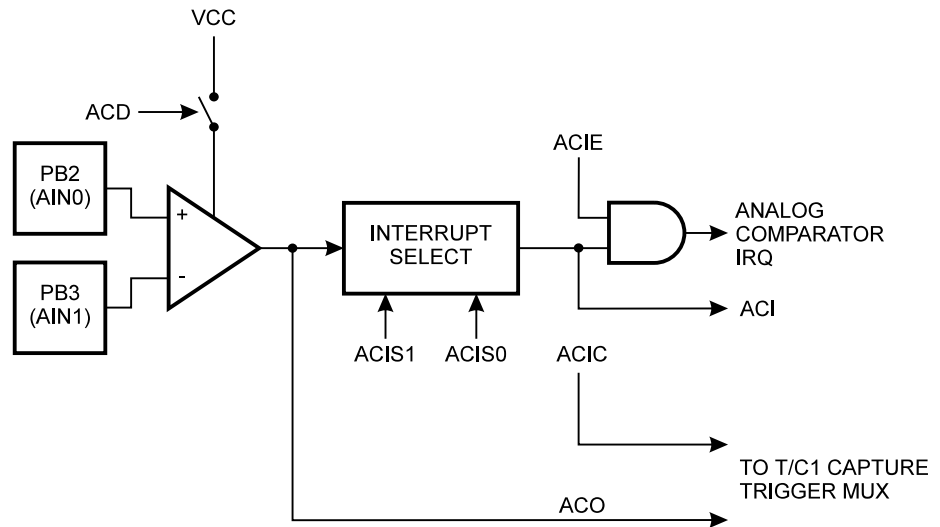 VCC
ACD
PB2
(AIN0)
+
-
PB3
(AIN1)
INTERRUPT
SELECT
ACIS1
ACIS0
ACIE
ANALOG
COMPARATOR
IRQ
ACI
ACIC
TO T/C1 CAPTURE
TRIGGER MUX
ACO